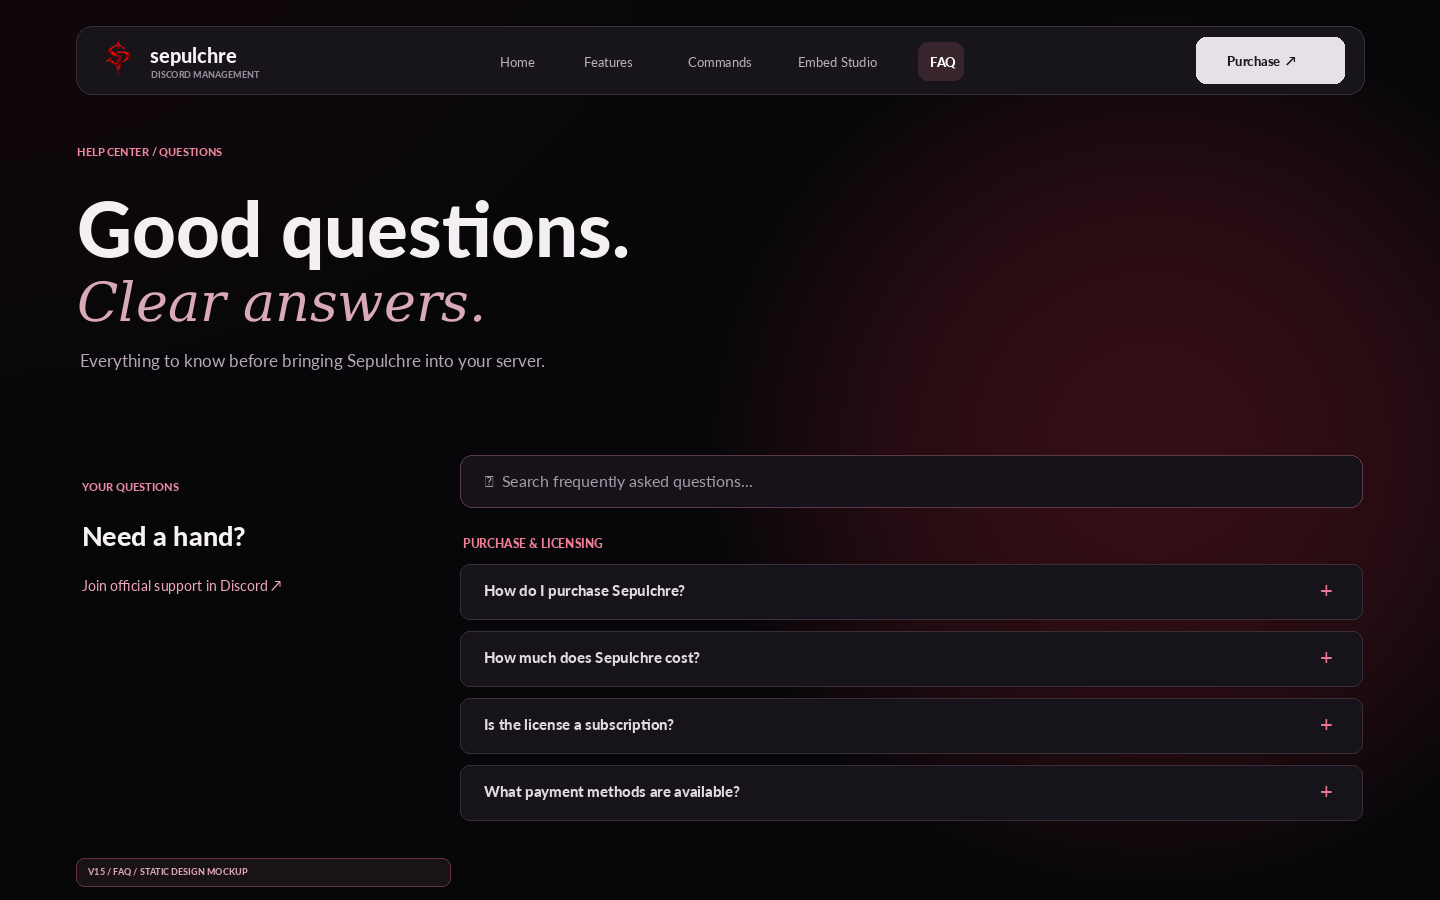 sepulchre
DISCORD MANAGEMENT
Home
Features
Commands
Embed Studio
FAQ
Purchase ↗
HELP CENTER / QUESTIONS
Good questions.
Clear answers.
Everything to know before bringing Sepulchre into your server.
YOUR QUESTIONS
Need a hand?
Join official support in Discord ↗
Search frequently asked questions...
PURCHASE & LICENSING
How do I purchase Sepulchre? +
How much does Sepulchre cost? +
Is the license a subscription? +
What payment methods are available? +
V15 / FAQ / STATIC DESIGN MOCKUP